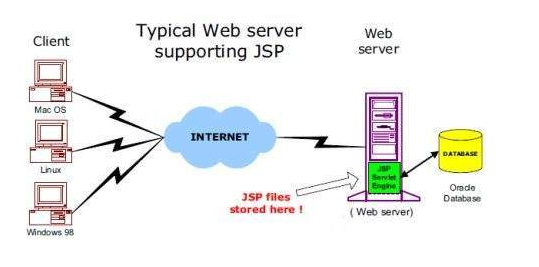 Typical Web server
supporting JSP
Client
Web
server
Mac OS
Linux
Windows 98
INTERNET
JSP
Servlet
Engine
DATABASE
Oracle
Database
JSP files
stored here !
( Web server)